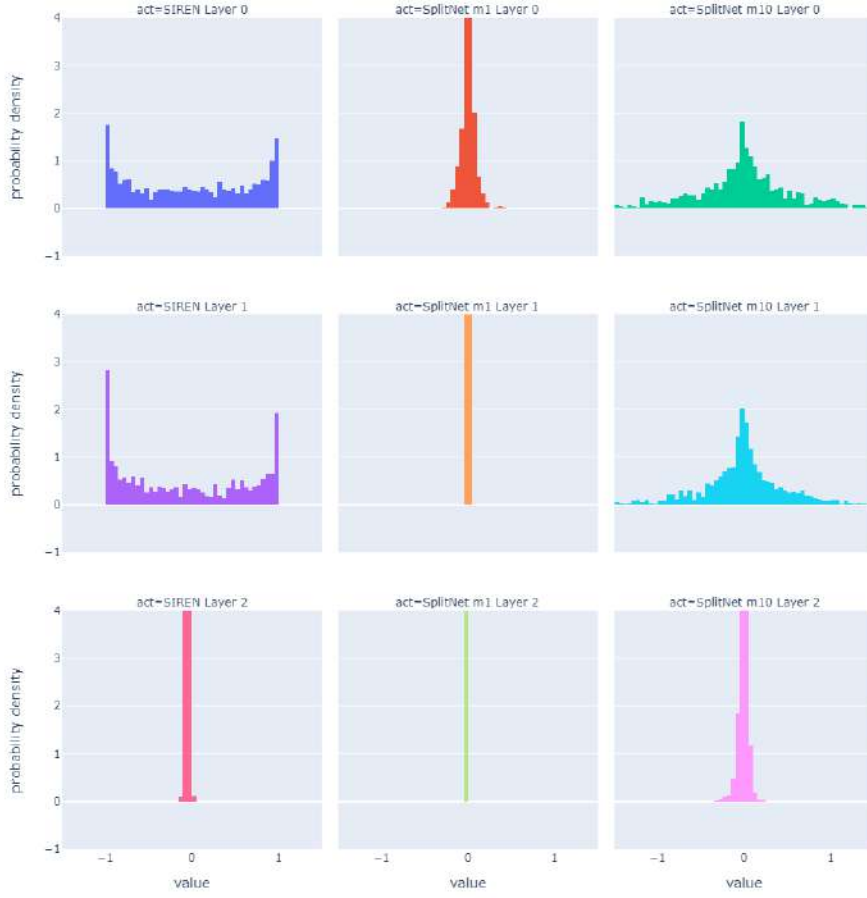 act=SIREN Layer 0
act=SplitNet m1 Layer 0
act=SplitNet m10 Layer 0
4
3
2
1
0
−1
probability density
act=SIREN Layer 1
act=SplitNet m1 Layer 1
act=SplitNet m10 Layer 1
4
3
2
1
0
−1
probability density
act=SIREN Layer 2
act=SplitNet m1 Layer 2
act=SplitNet m10 Layer 2
4
3
2
1
0
−1
probability density
−1 0 1
−1 0 1
−1 0 1
value
value
value